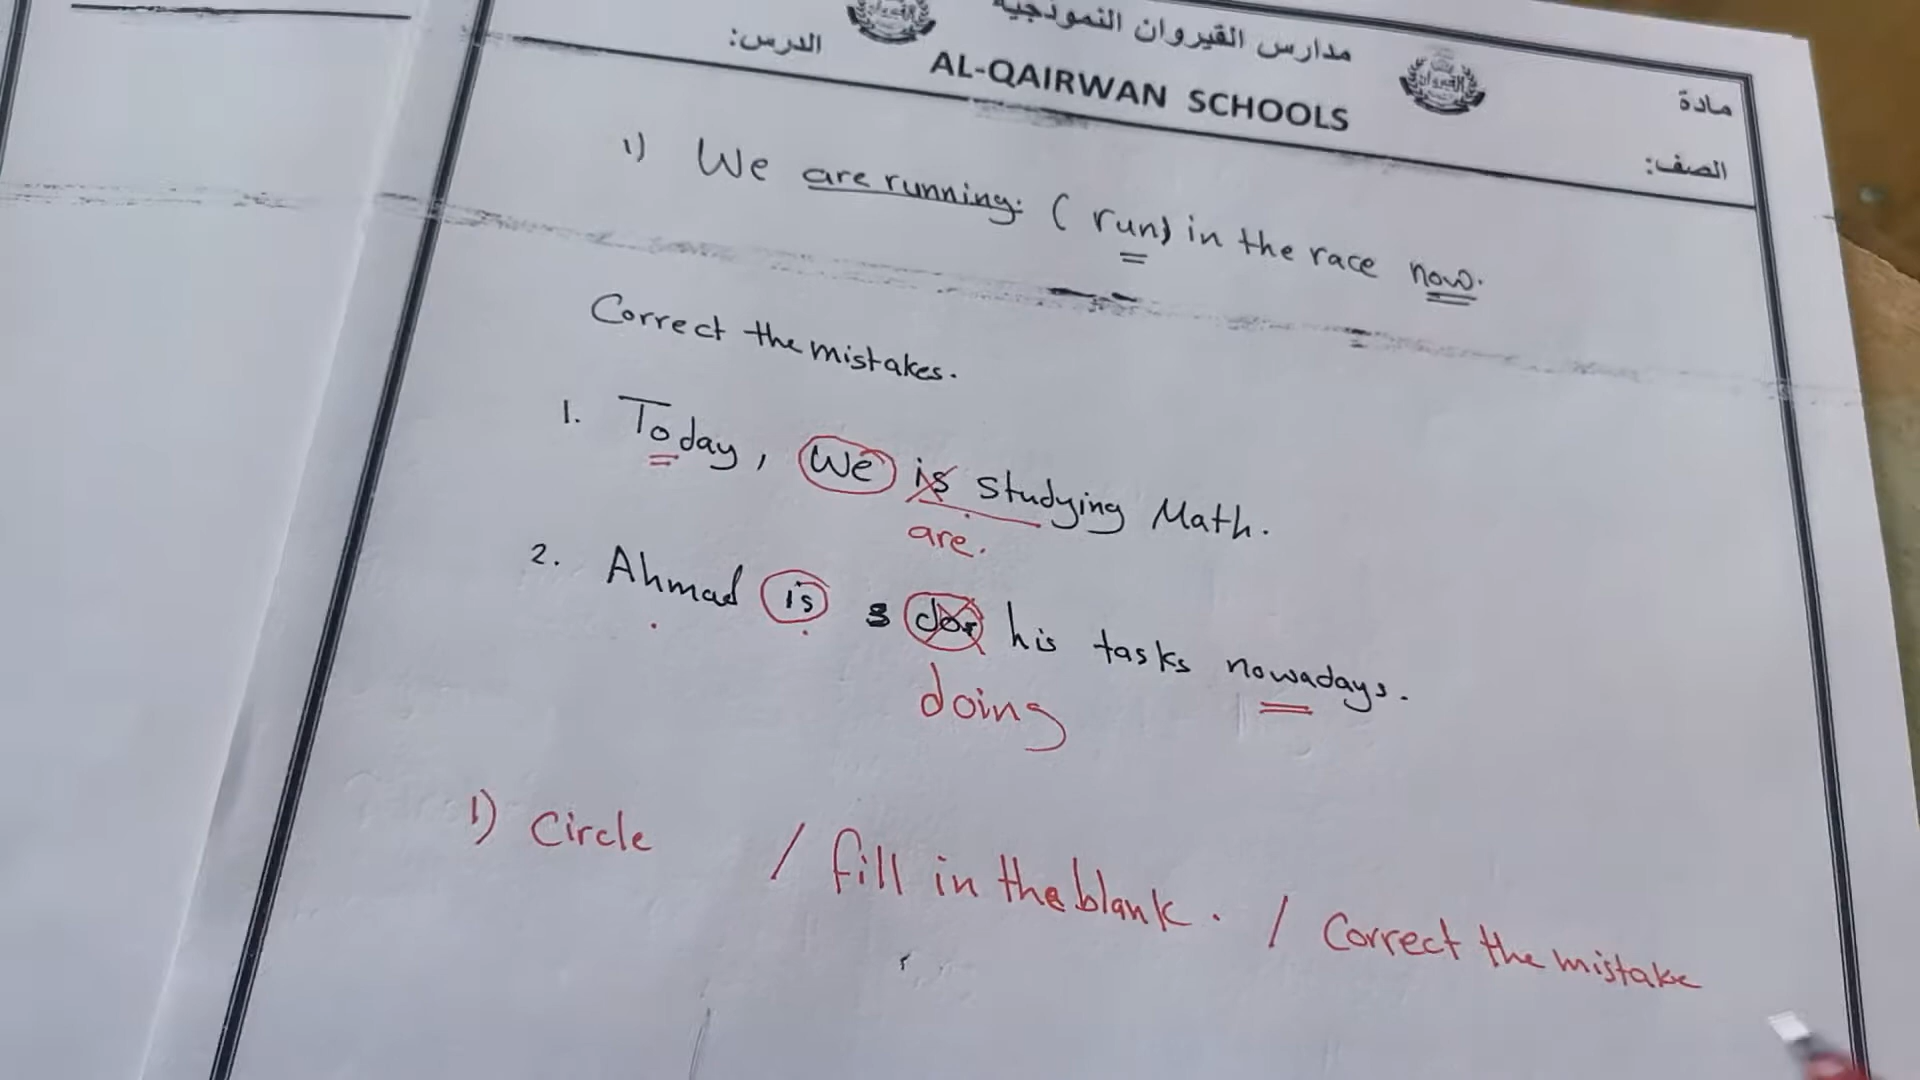 مدارس القيروان النموذجية
مادة
الدرس:
AL-QAIRWAN SCHOOLS
الصف:
1) We are running. (run) in the race now.
Correct the mistakes.
1. Today, We is studying Math.
are.
2. Ahmad is his tasks nowadays.
doing
1) Circle / fill in the blank. / Correct the mistake